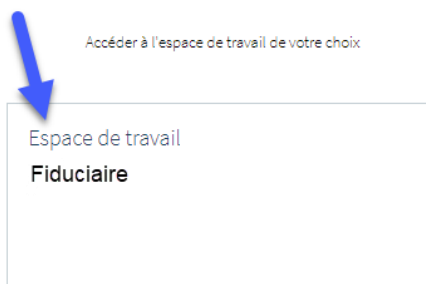 Accéder à l'espace de travail de votre choix
Espace de travail
Fiduciaire